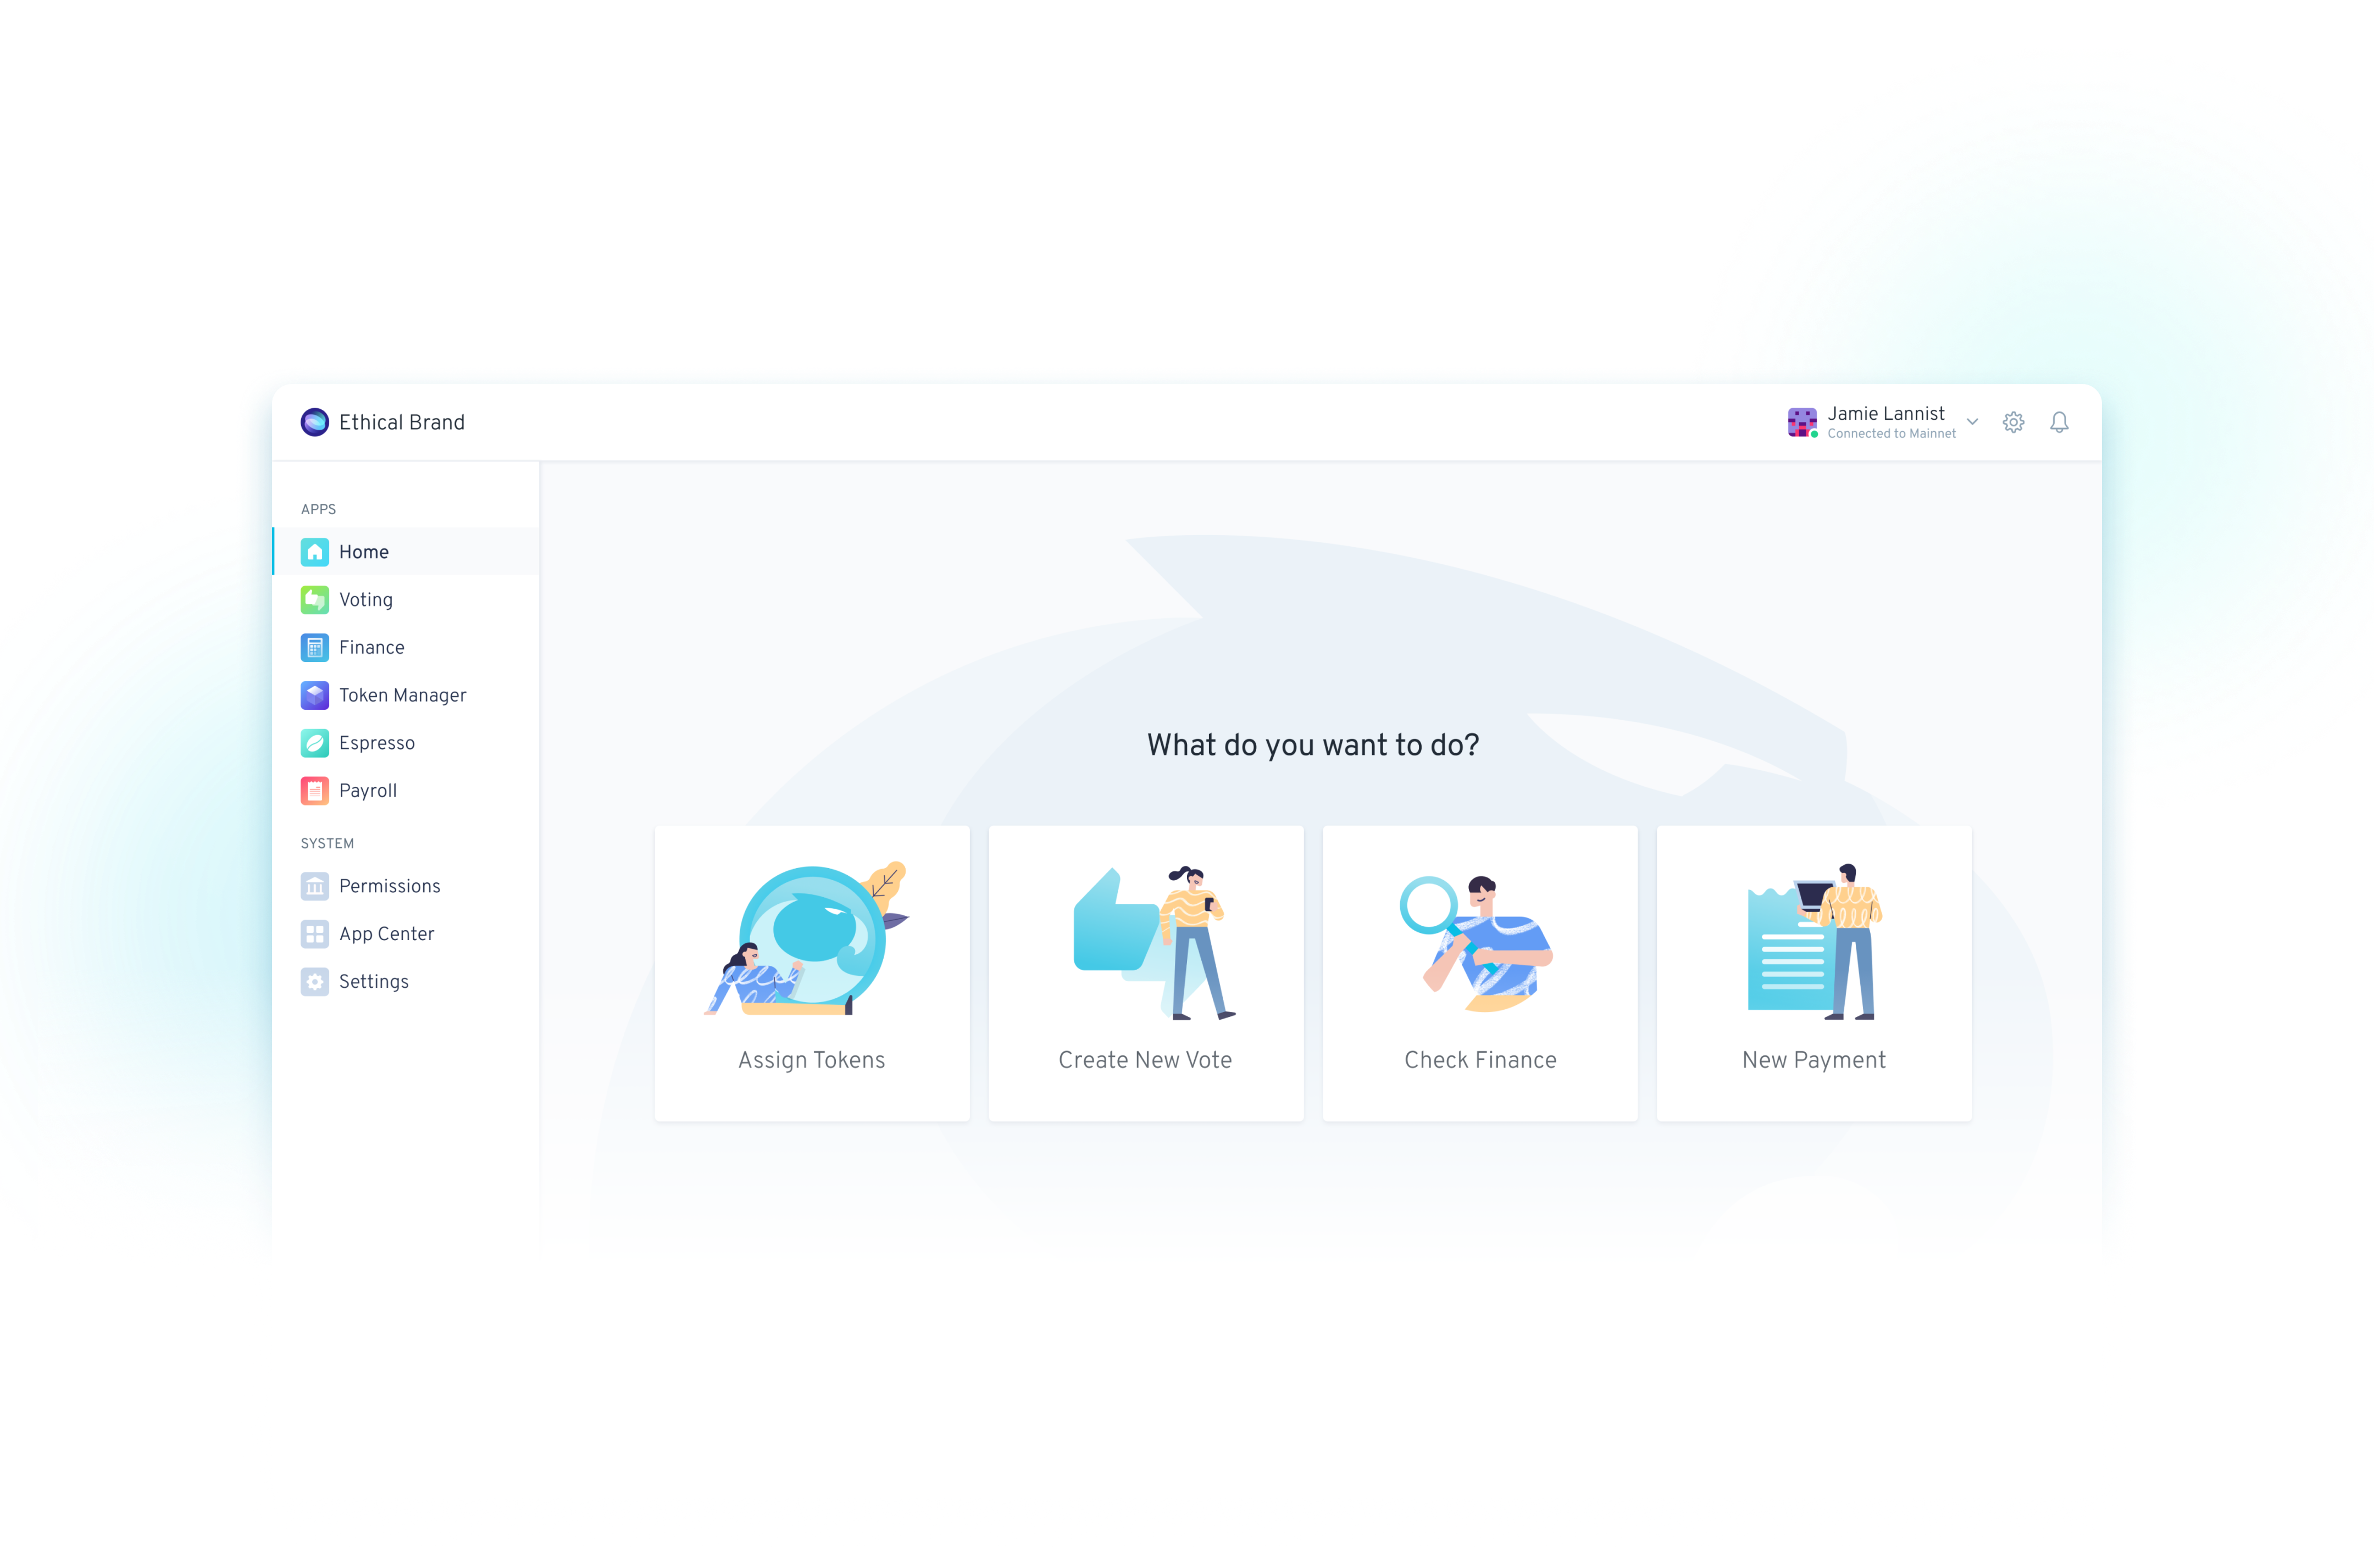 Ethical Brand
Jamie Lannist
Connected to Mainnet
APPS
Home
Voting
Finance
Token Manager
Espresso
Payroll
SYSTEM
Permissions
App Center
Settings
What do you want to do?
Assign Tokens
Create New Vote
Check Finance
New Payment